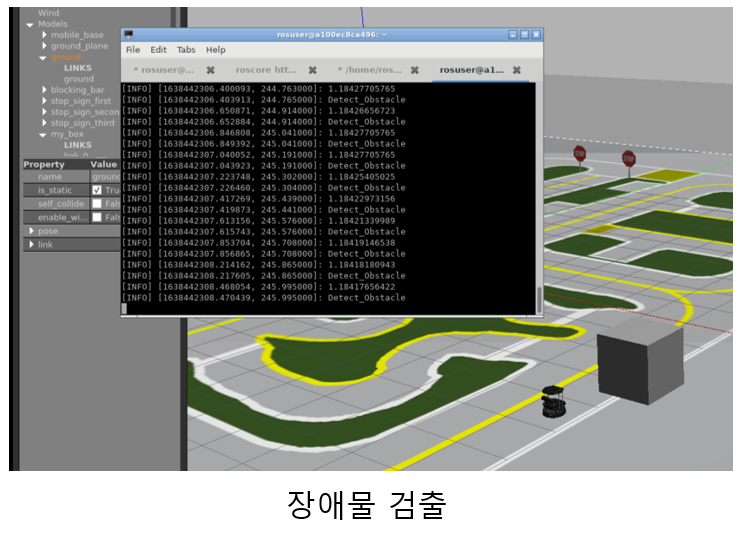 Wind
Models
mobile_base
ground_plane
ground
LINKS
ground
blocking_bar
stop_sign_first
stop_sign_secon
stop_sign_third
my_box
LINKS
Property Value
name ground
is_static Tru
self_collide Fals
enable_wi... Fals
pose
link
rosuser@a100ec8ca496: ~
File Edit Tabs Help
* rosuser@... roscore htt... * /home/ros... rosuser@a1...
[INFO] [1638442306.400093, 244.763000]: 1.18427705765
[INFO] [1638442306.403913, 244.765000]: Detect_Obstacle
[INFO] [1638442306.650871, 244.914000]: 1.18426656723
[INFO] [1638442306.652884, 244.914000]: Detect_Obstacle
[INFO] [1638442306.846808, 245.041000]: 1.18427705765
[INFO] [1638442306.849392, 245.041000]: Detect_Obstacle
[INFO] [1638442307.040052, 245.191000]: 1.18427705765
[INFO] [1638442307.043923, 245.191000]: Detect_Obstacle
[INFO] [1638442307.223748, 245.302000]: 1.18425405025
[INFO] [1638442307.226460, 245.304000]: Detect_Obstacle
[INFO] [1638442307.417269, 245.439000]: 1.18422973156
[INFO] [1638442307.419873, 245.441000]: Detect_Obstacle
[INFO] [1638442307.613156, 245.576000]: 1.18421339989
[INFO] [1638442307.615743, 245.576000]: Detect_Obstacle
[INFO] [1638442307.853704, 245.708000]: 1.18419146538
[INFO] [1638442307.856865, 245.708000]: Detect_Obstacle
[INFO] [1638442308.214162, 245.865000]: 1.18418180943
[INFO] [1638442308.217605, 245.865000]: Detect_Obstacle
[INFO] [1638442308.468054, 245.995000]: 1.18417656422
[INFO] [1638442308.470439, 245.995000]: Detect_Obstacle
장애물 검출